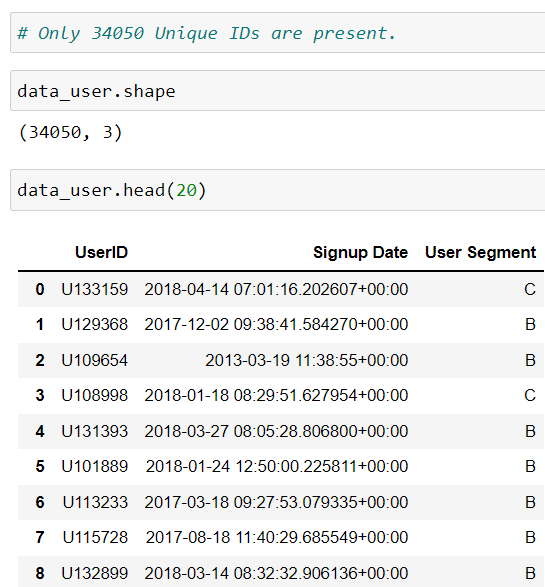 # Only 34050 Unique IDs are present.
data_user.shape
(34050, 3)
data_user.head(20)
UserID Signup Date User Segment
0 U133159 2018-04-14 07:01:16.202607+00:00 C
1 U129368 2017-12-02 09:38:41.584270+00:00 B
2 U109654 2013-03-19 11:38:55+00:00 B
3 U108998 2018-01-18 08:29:51.627954+00:00 C
4 U131393 2018-03-27 08:05:28.806800+00:00 B
5 U101889 2018-01-24 12:50:00.225811+00:00 B
6 U113233 2017-03-18 09:27:53.079335+00:00 B
7 U115728 2017-08-18 11:40:29.685549+00:00 B
8 U132899 2018-03-14 08:32:32.906136+00:00 B